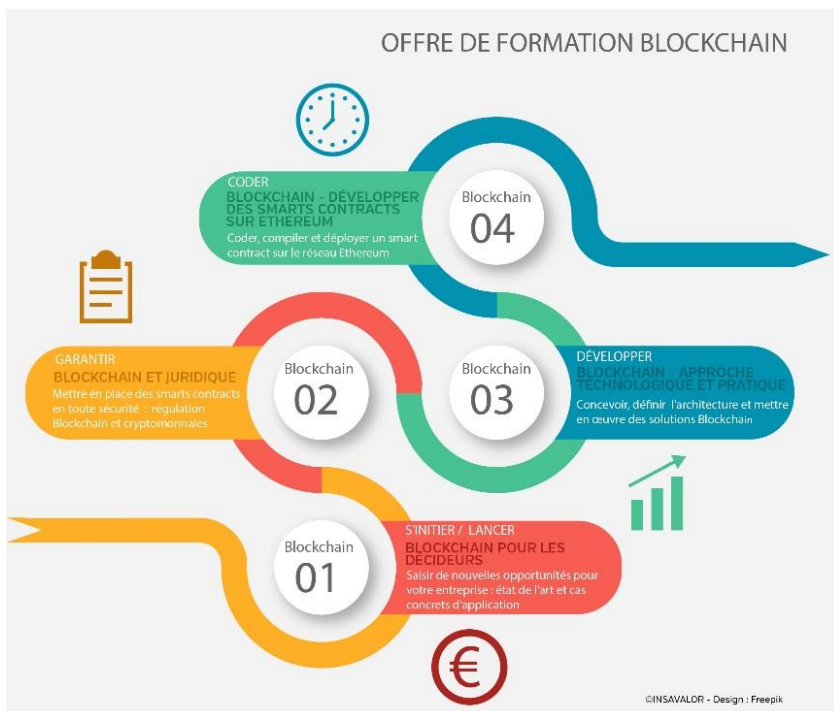 OFFRE DE FORMATION BLOCKCHAIN
CODER
BLOCKCHAIN - DÉVELOPPER
DES SMARTS CONTRACTS
SUR ETHEREUM
Coder, compiler et déployer un smart
contract sur le réseau Ethereum
Blockchain
04
GARANTIR
BLOCKCHAIN ET JURIDIQUE
Mettre en place des smarts contracts
en toute sécurité : régulation
Blockchain et cryptomonnaies
Blockchain
02
Blockchain
03
DÉVELOPPER
BLOCKCHAIN - APPROCHE
TECHNOLOGIQUE ET PRATIQUE
Concevoir, définir l'architecture et mettre
en œuvre des solutions Blockchain
Blockchain
01
S'INITIER / LANCER
BLOCKCHAIN POUR LES
DÉCIDEURS
Saisir de nouvelles opportunités pour
votre entreprise : état de l'art et cas
concrets d'application
€
©INSAVALOR - Design : Freepik